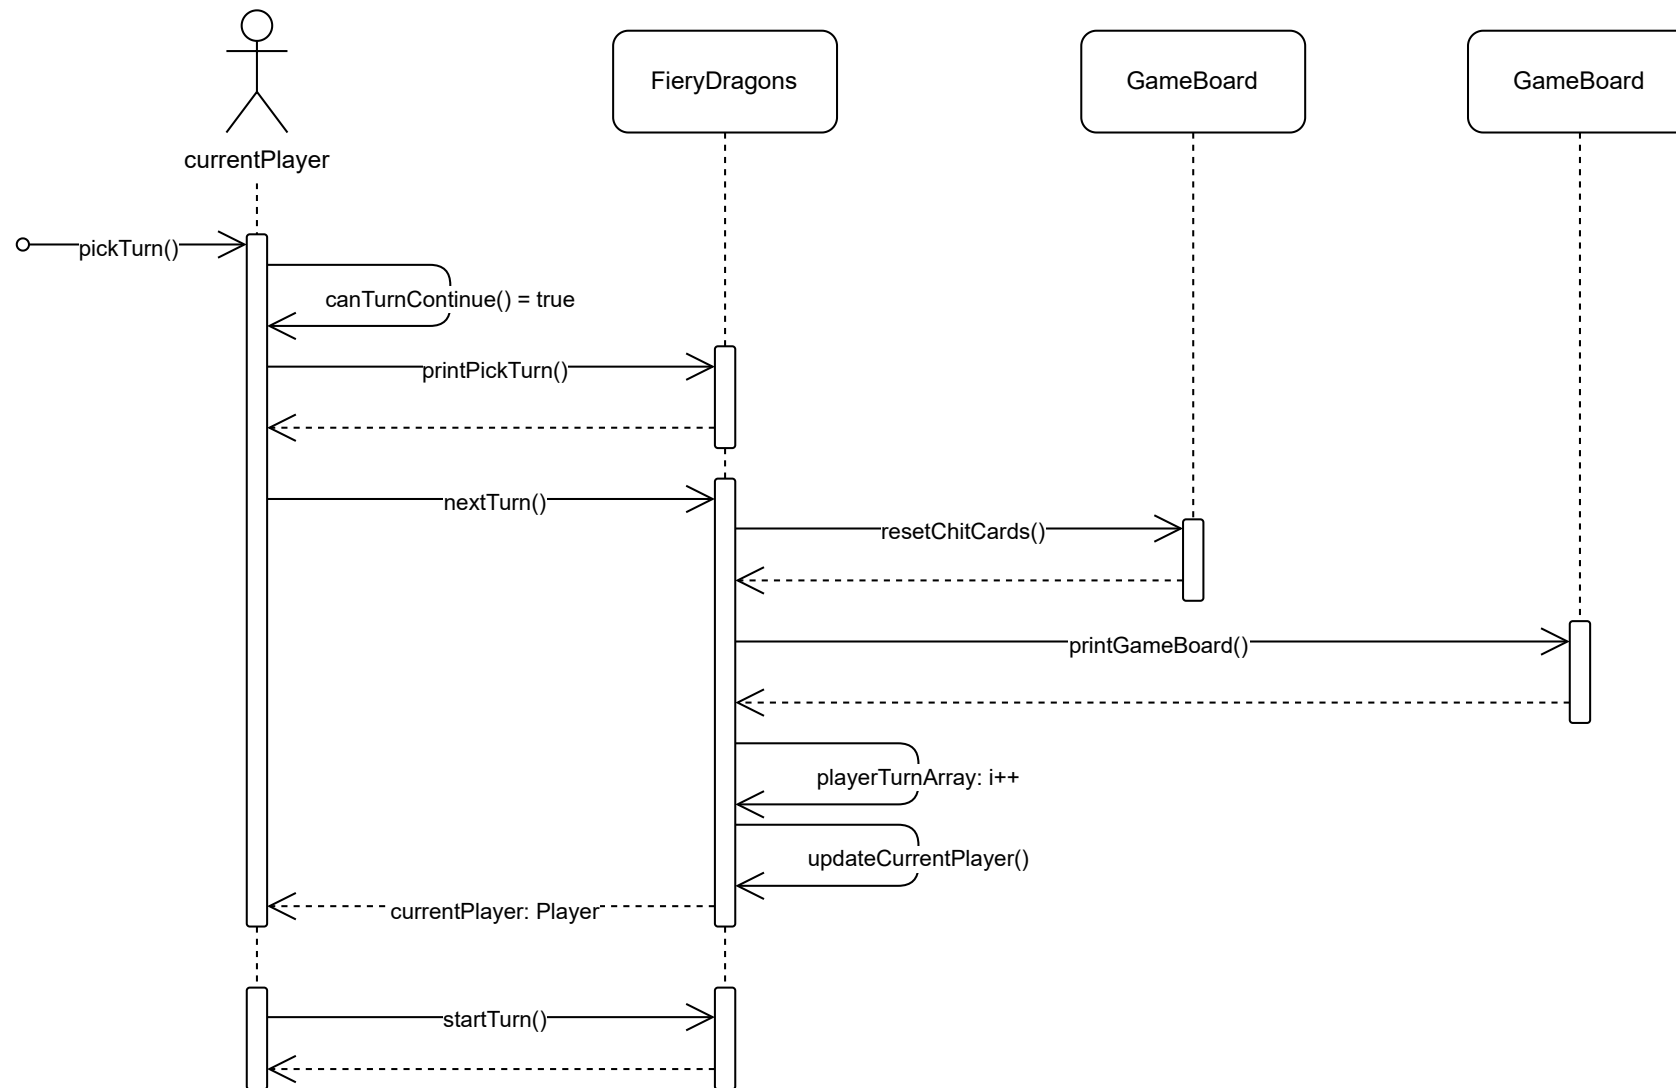 FieryDragons
GameBoard
GameBoard
currentPlayer
pickTurn()
canTurnContinue() = true
printPickTurn()
nextTurn()
resetChitCards()
printGameBoard()
playerTurnArray: i++
updateCurrentPlayer()
currentPlayer: Player
startTurn()